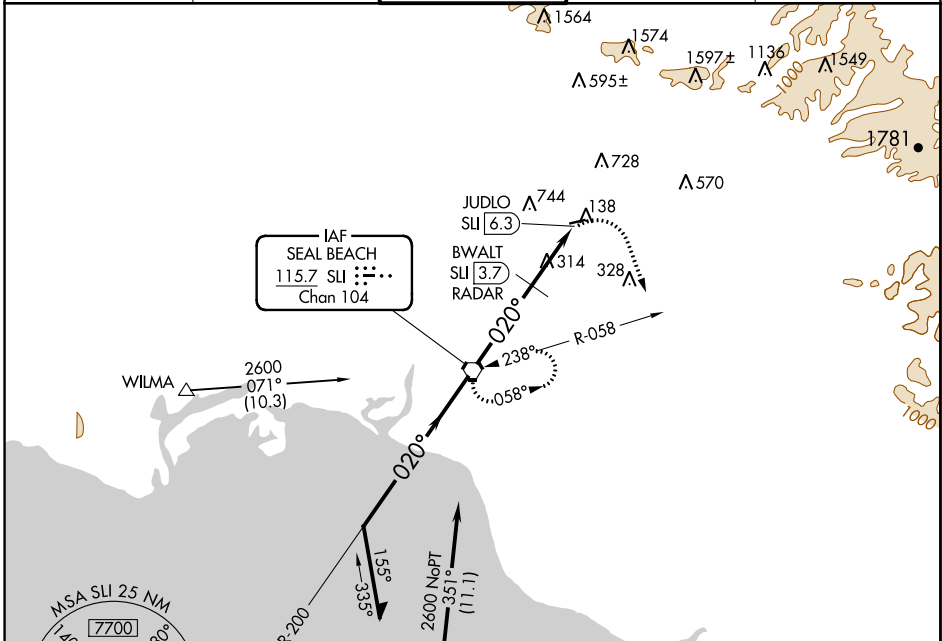 1564
1574
1597±
1136
1549
595±
1000
1781
728
570
744
JUDLO
SLI 6.3
138
IAF
SEAL BEACH
115.7 SLI
Chan 104
BWALT
SLI 3.7
RADAR
314
328
020°
R-058
238°
058°
WILMA
2600
071°
(10.3)
1000
020°
155°
335°
2600 NoPT
351°
(11.1)
R-200
MSA SLI 25 NM
7700